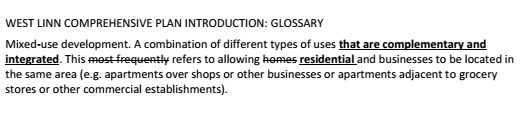 WEST LINN COMPREHENSIVE PLAN INTRODUCTION: GLOSSARY
Mixed-use development. A combination of different types of uses that are complementary and
integrated. This most frequently refers to allowing homes residential and businesses to be located in
the same area (e.g. apartments over shops or other businesses or apartments adjacent to grocery
stores or other commercial establishments).